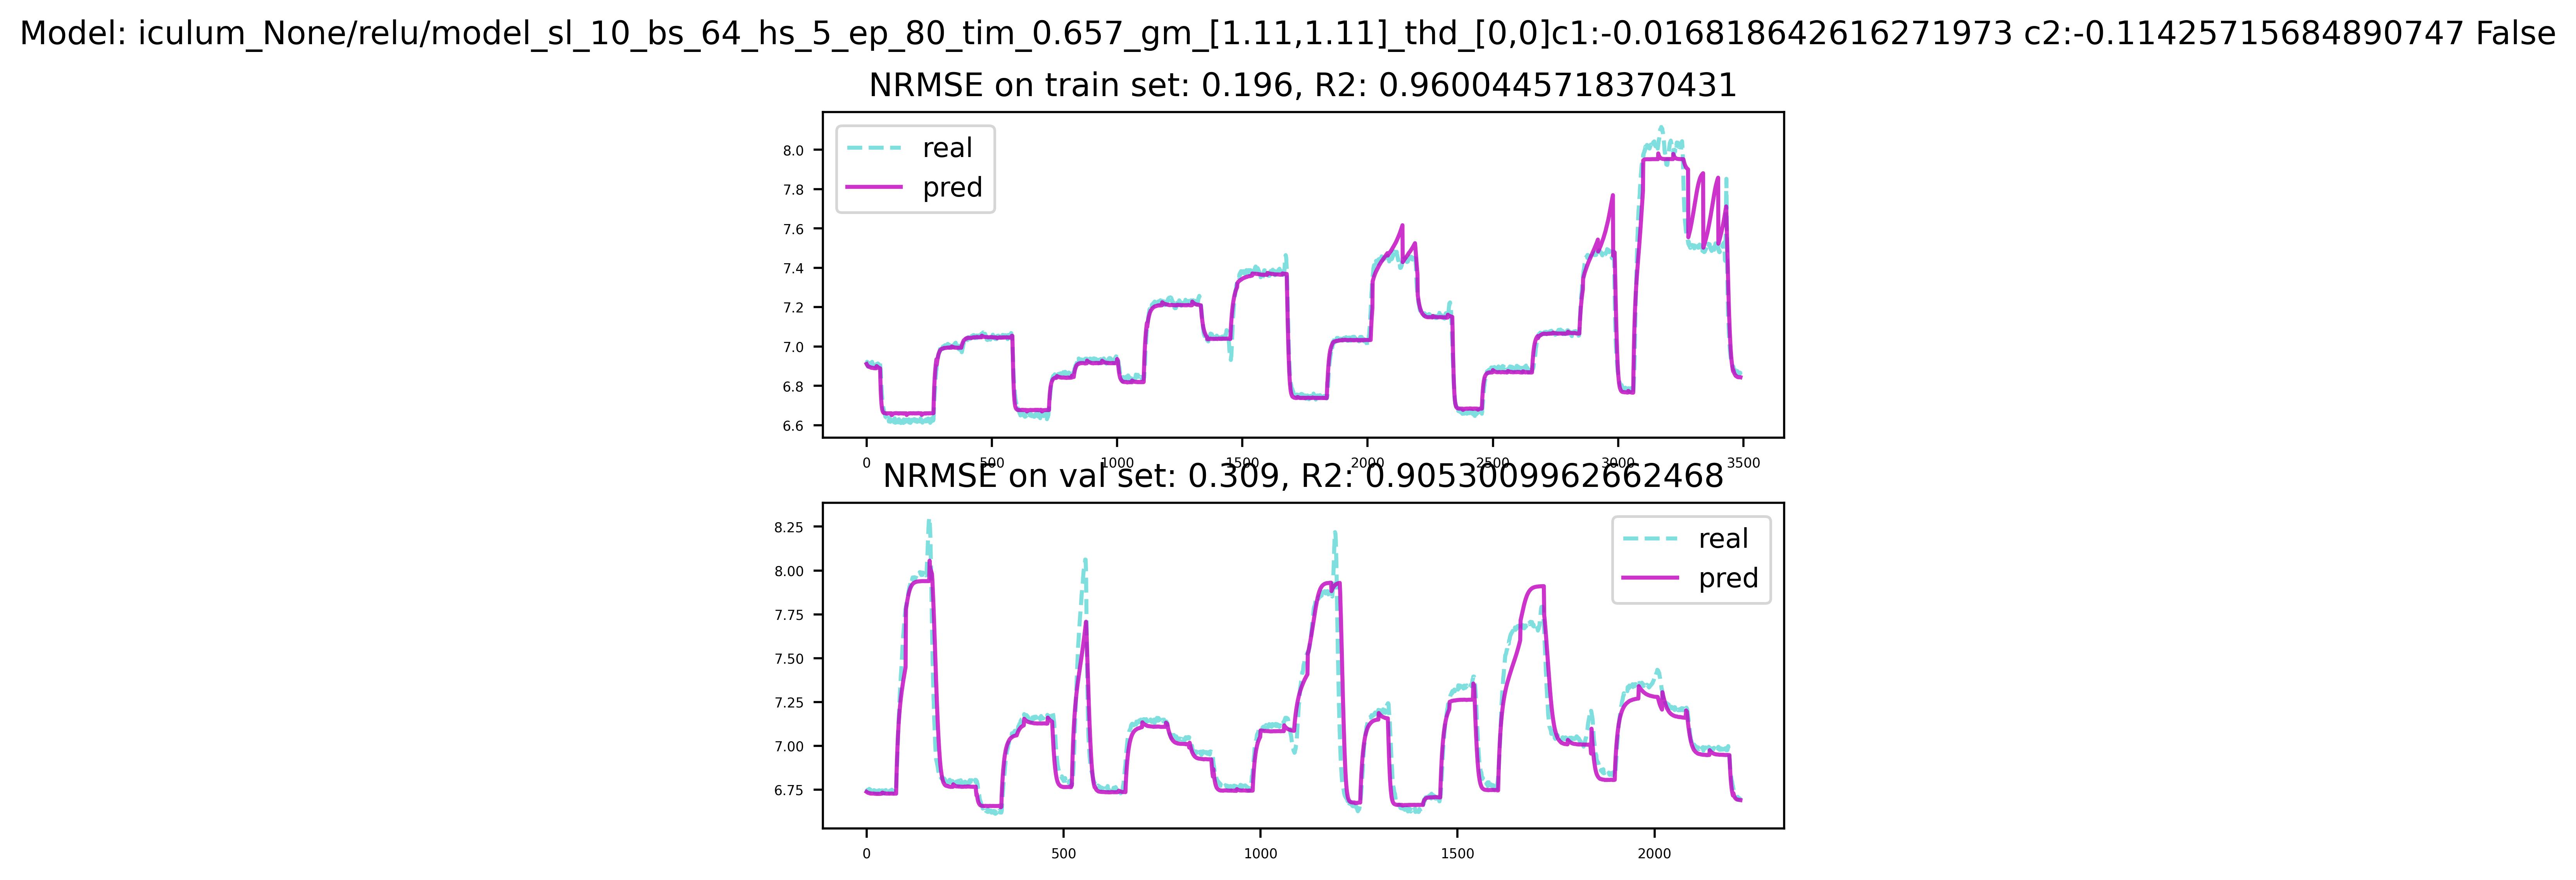 Model: iculum_None/relu/model_sl_10_bs_64_hs_5_ep_80_tim_0.657_gm_[1.11,1.11]_thd_[0,0]c1:-0.016818642616271973 c2:-0.11425715684890747 False
NRMSE on train set: 0.196, R2: 0.9600445718370431
real
pred
8.0
7.8
7.6
7.4
7.2
7.0
6.8
6.6
0 500 1000 1500 2000 2500 3000 3500
NRMSE on val set: 0.309, R2: 0.9053009962662468
real
pred
8.25
8.00
7.75
7.50
7.25
7.00
6.75
0 500 1000 1500 2000